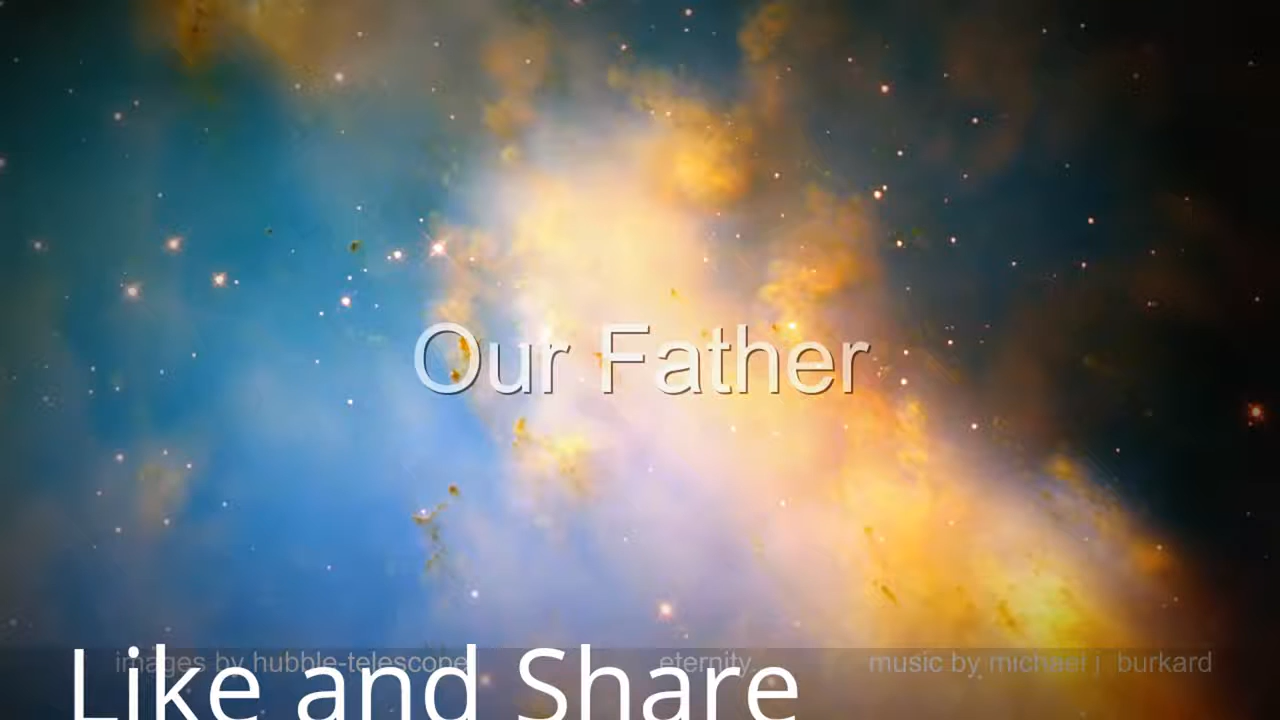 Our Father
images by hubble-telescope eternity. music by michael j burkard
Like and Share